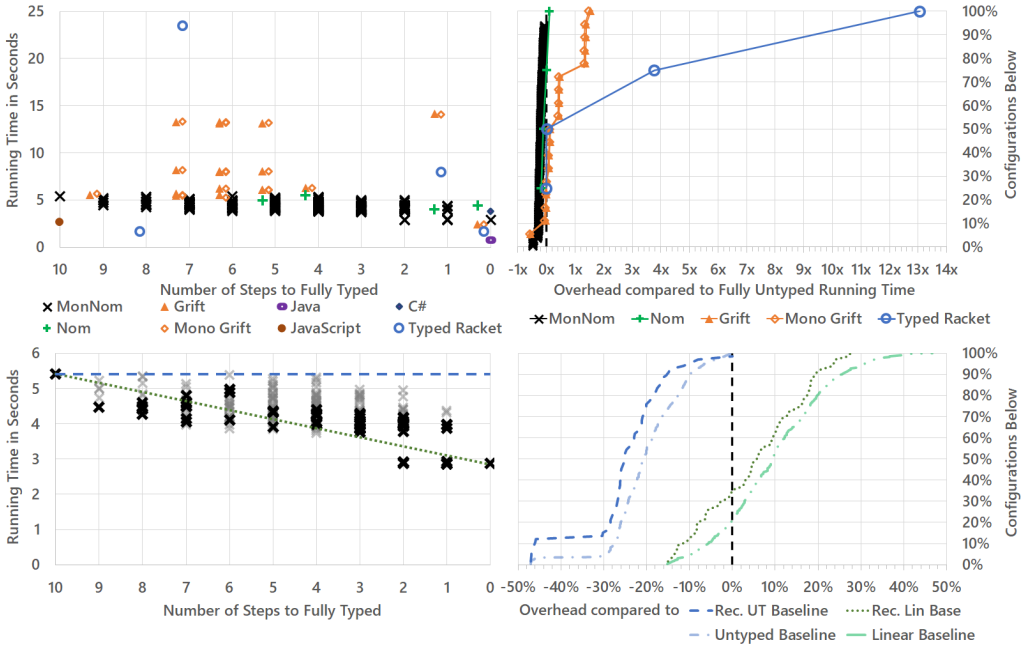 25
20
15
10
5
0
Running Time in Seconds
10 9 8 7 6 5 4 3 2 1 0
Number of Steps to Fully Typed
MonNom Grift Java C#
Nom Mono Grift JavaScript Typed Racket
100%
90%
80%
70%
60%
50%
40%
30%
20%
10%
0%
Configurations Below
-1x 0x 1x 2x 3x 4x 5x 6x 7x 8x 9x 10x 11x 12x 13x 14x
Overhead compared to Fully Untyped Running Time
MonNom Nom Grift Mono Grift Typed Racket
6
5
4
3
2
1
0
Running Time in Seconds
10 9 8 7 6 5 4 3 2 1 0
Number of Steps to Fully Typed
100%
90%
80%
70%
60%
50%
40%
30%
20%
10%
0%
Configurations Below
-50% -40% -30% -20% -10% 0% 10% 20% 30% 40% 50%
Overhead compared to Rec. UT Baseline Rec. Lin Base
Untyped Baseline Linear Baseline